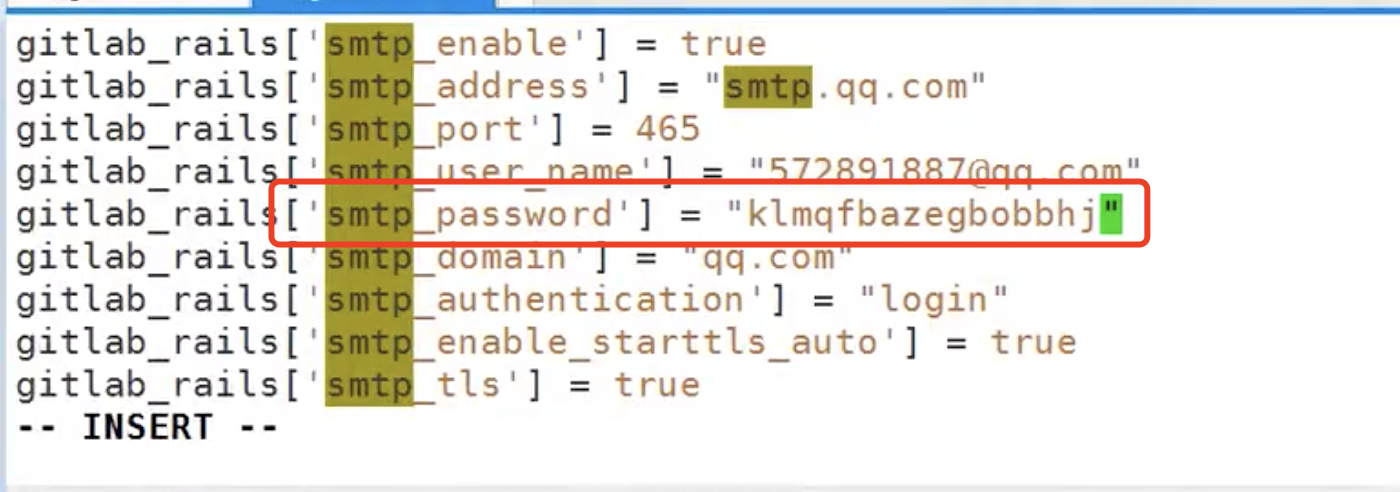 gitlab_rails['smtp_enable'] = true
gitlab_rails['smtp_address'] = "smtp.qq.com"
gitlab_rails['smtp_port'] = 465
gitlab_rails['smtp_user_name'] = "572891887@qq.com"
gitlab_rails['smtp_password'] = "klmqfbazegbobbhj"
gitlab_rails['smtp_domain'] = "qq.com"
gitlab_rails['smtp_authentication'] = "login"
gitlab_rails['smtp_enable_starttls_auto'] = true
gitlab_rails['smtp_tls'] = true
-- INSERT --